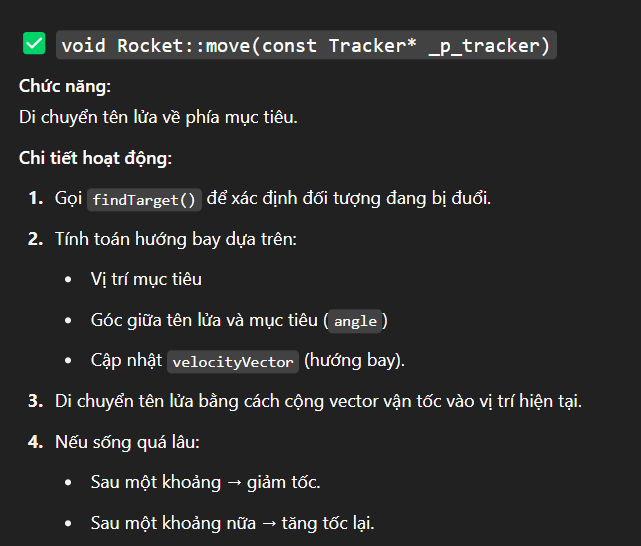 ✅ void Rocket::move(const Tracker* _p_tracker)
Chức năng:
Di chuyển tên lửa về phía mục tiêu.
Chi tiết hoạt động:
1. Gọi findTarget() để xác định đối tượng đang bị đuổi.
2. Tính toán hướng bay dựa trên:
• Vị trí mục tiêu
• Góc giữa tên lửa và mục tiêu (angle)
• Cập nhật velocityVector (hướng bay).
3. Di chuyển tên lửa bằng cách cộng vector vận tốc vào vị trí hiện tại.
4. Nếu sống quá lâu:
• Sau một khoảng → giảm tốc.
• Sau một khoảng nữa → tăng tốc lại.